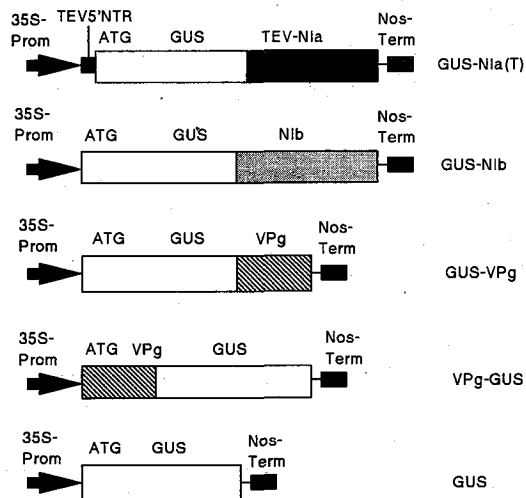 35S-Prom TEV5'NTR ATG GUS TEV-NIa Nos-Term GUS-NIa(T)
35S-Prom ATG GUS NIb Nos-Term GUS-NIb
35S-Prom ATG GUS VPg Nos-Term GUS-VPg
35S-Prom ATG VPg GUS Nos-Term VPg-GUS
35S-Prom ATG GUS Nos-Term GUS